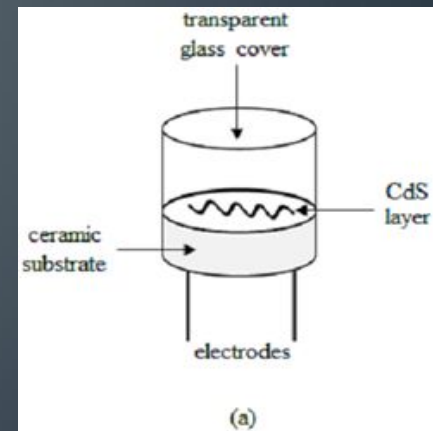 transparent
glass cover
CdS
layer
ceramic
substrate
electrodes
(a)